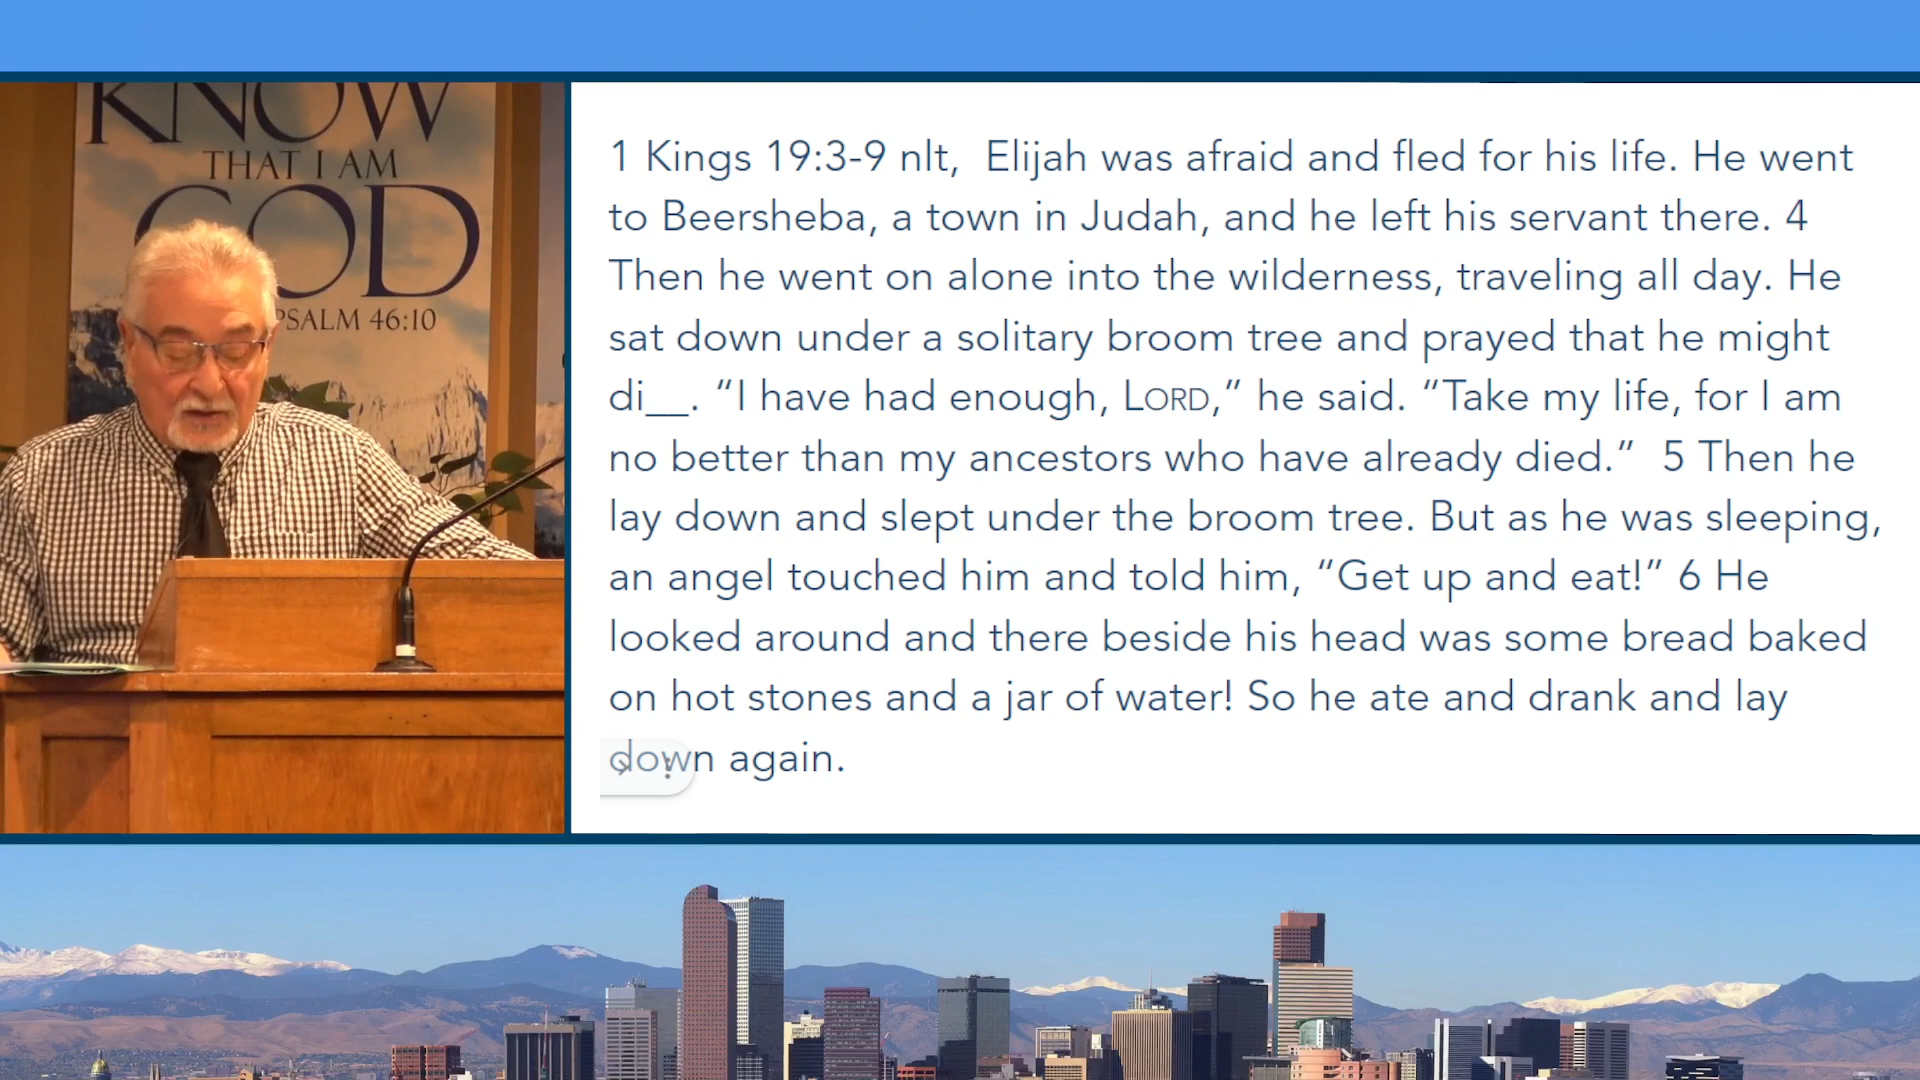 KNOW
THAT I AM
GOD
PSALM 46:10
1 Kings 19:3-9 nlt,  Elijah was afraid and fled for his life. He went
to Beersheba, a town in Judah, and he left his servant there. 4
Then he went on alone into the wilderness, traveling all day. He
sat down under a solitary broom tree and prayed that he might
di__. “I have had enough, LORD,” he said. “Take my life, for I am
no better than my ancestors who have already died.”  5 Then he
lay down and slept under the broom tree. But as he was sleeping,
an angel touched him and told him, “Get up and eat!” 6 He
looked around and there beside his head was some bread baked
on hot stones and a jar of water! So he ate and drank and lay
down again.